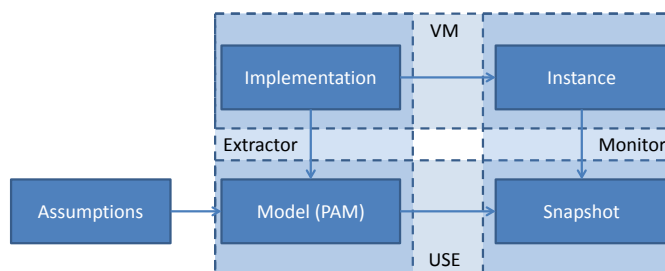 VM
Implementation
Instance
Extractor
Monitor
Assumptions
Model (PAM)
Snapshot
USE